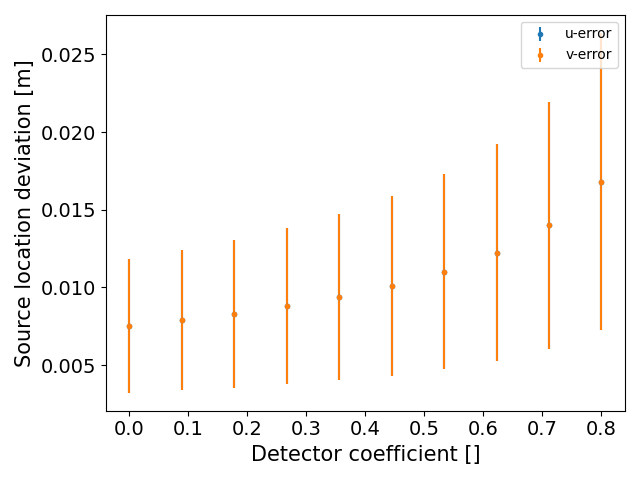 u-error
v-error
0.025
0.020
0.015
0.010
0.005
Source location deviation [m]
0.0 0.1 0.2 0.3 0.4 0.5 0.6 0.7 0.8
Detector coefficient []